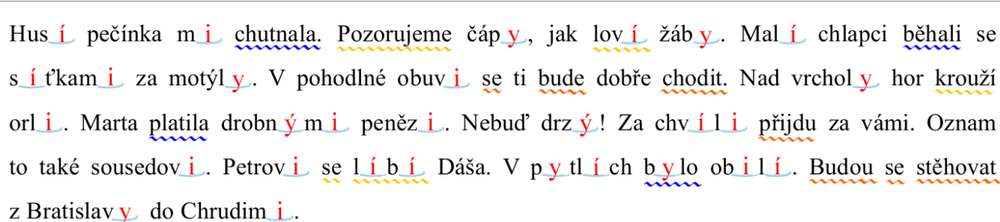 Husí pečínka mi chutnala. Pozorujeme čápy, jak loví žáby. Malí chlapci běhali se
síťkami za motýly. V pohodlné obuvi se ti bude dobře chodit. Nad vrcholy hor krouží
orli. Marta platila drobnými penězi. Nebuď drzý! Za chvíli přijdu za vámi. Oznam
to také sousedovi. Petrovi se líbí Dáša. V pytlích bylo obilí. Budou se stěhovat
z Bratislavy do Chrudimi.